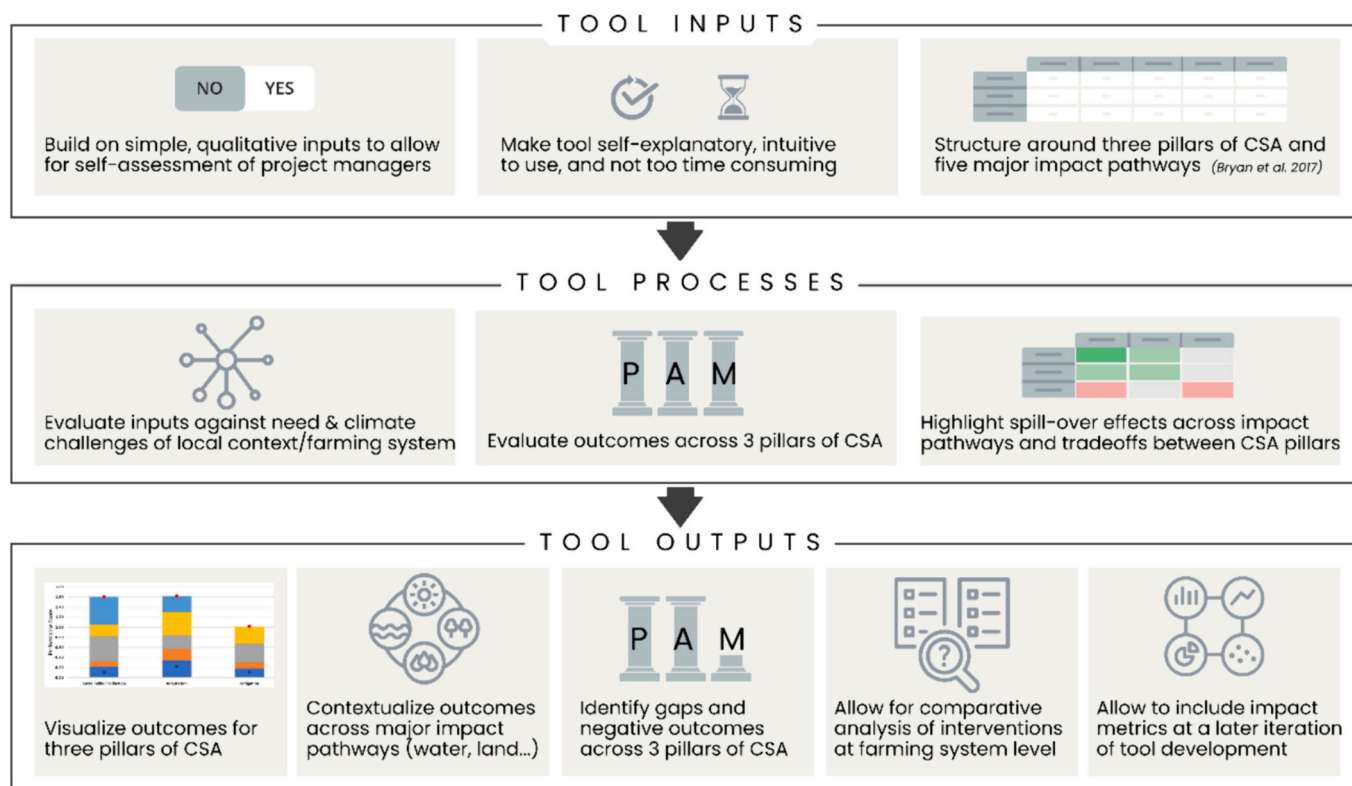 TOOL INPUTS
NO YES
Build on simple, qualitative inputs to allow
for self-assessment of project managers
Make tool self-explanatory, intuitive
to use, and not too time consuming
Structure around three pillars of CSA and
five major impact pathways (Bryan et al. 2017)
TOOL PROCESSES
Evaluate inputs against need & climate
challenges of local context/farming system
P A M
Evaluate outcomes across 3 pillars of CSA
Highlight spill-over effects across impact
pathways and tradeoffs between CSA pillars
TOOL OUTPUTS
Visualize outcomes for
three pillars of CSA
Contextualize outcomes
across major impact
pathways (water, land...)
P A M
Identify gaps and
negative outcomes
across 3 pillars of CSA
?
Allow for comparative
analysis of interventions
at farming system level
Allow to include impact
metrics at a later iteration
of tool development